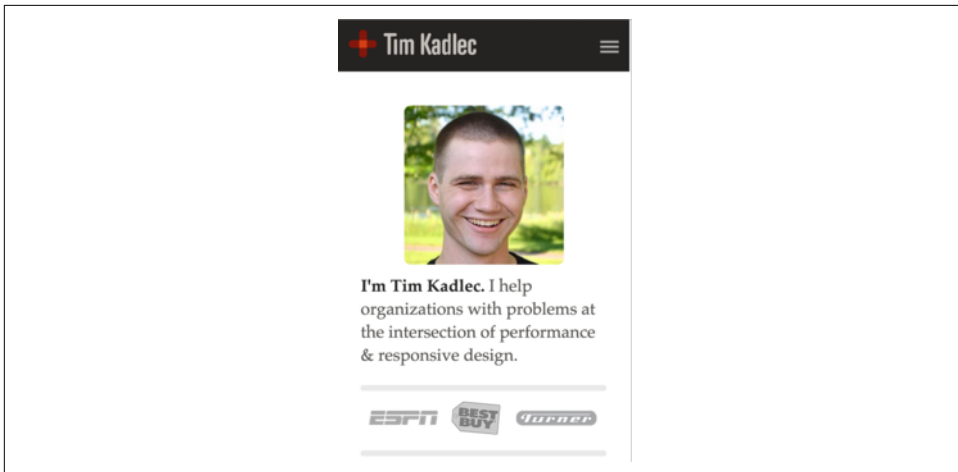 Tim Kadlec
I'm Tim Kadlec. I help
organizations with problems at
the intersection of performance
& responsive design.
ESPN BEST BUY Turner